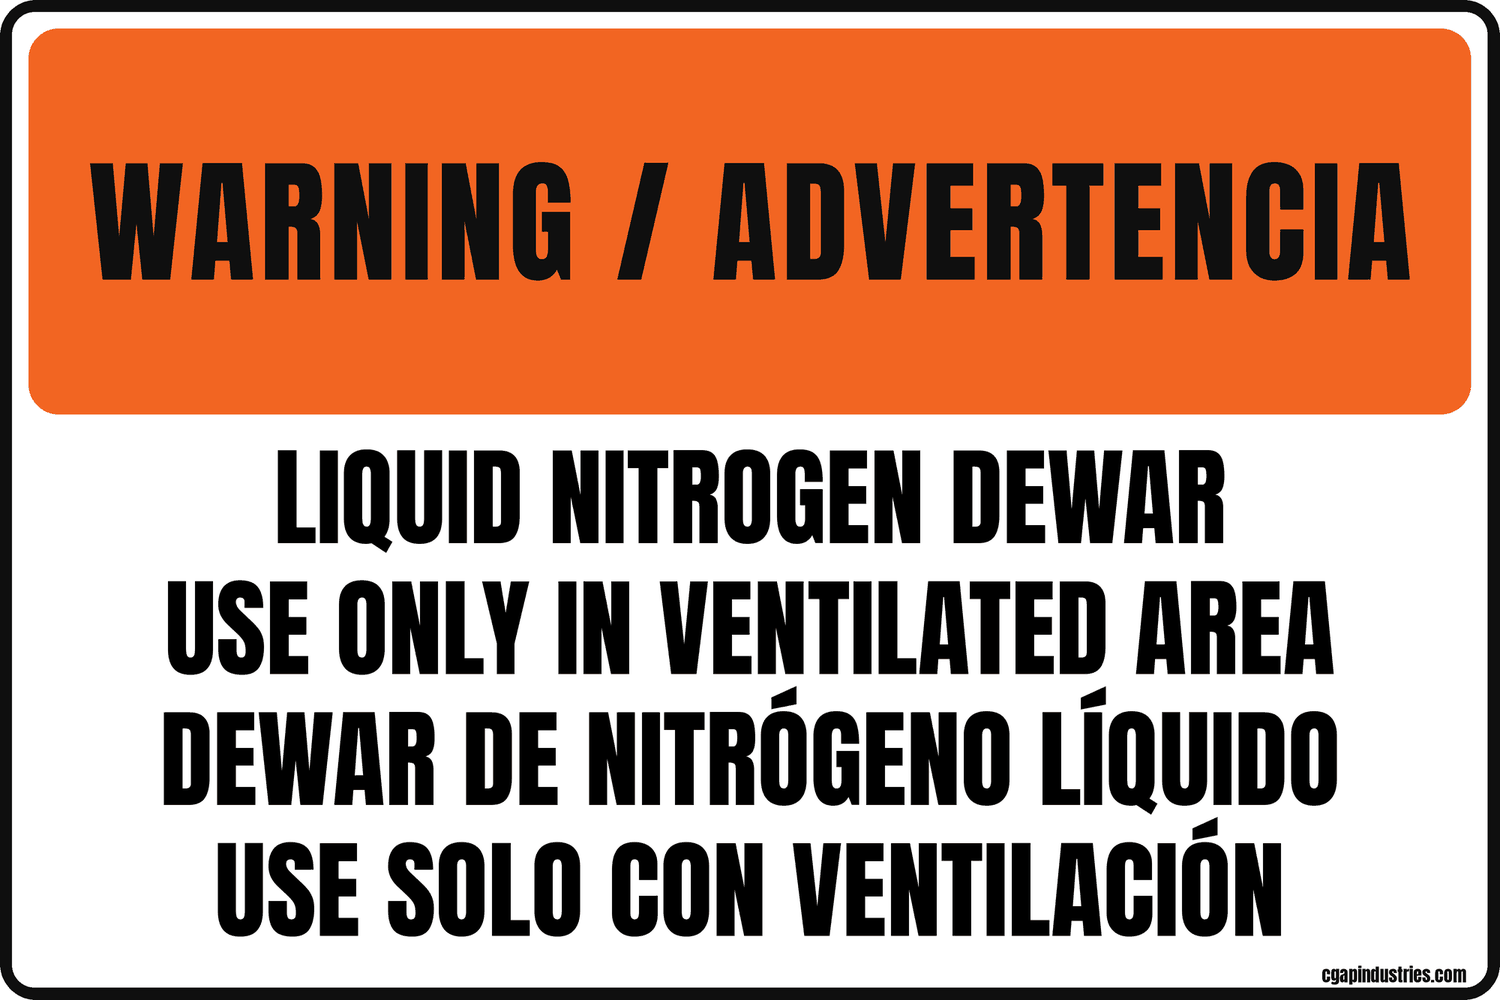 WARNING / ADVERTENCIA
LIQUID NITROGEN DEWAR
USE ONLY IN VENTILATED AREA
DEWAR DE NITRÓGENO LÍQUIDO
USE SOLO CON VENTILACIÓN
cgapindustries.com